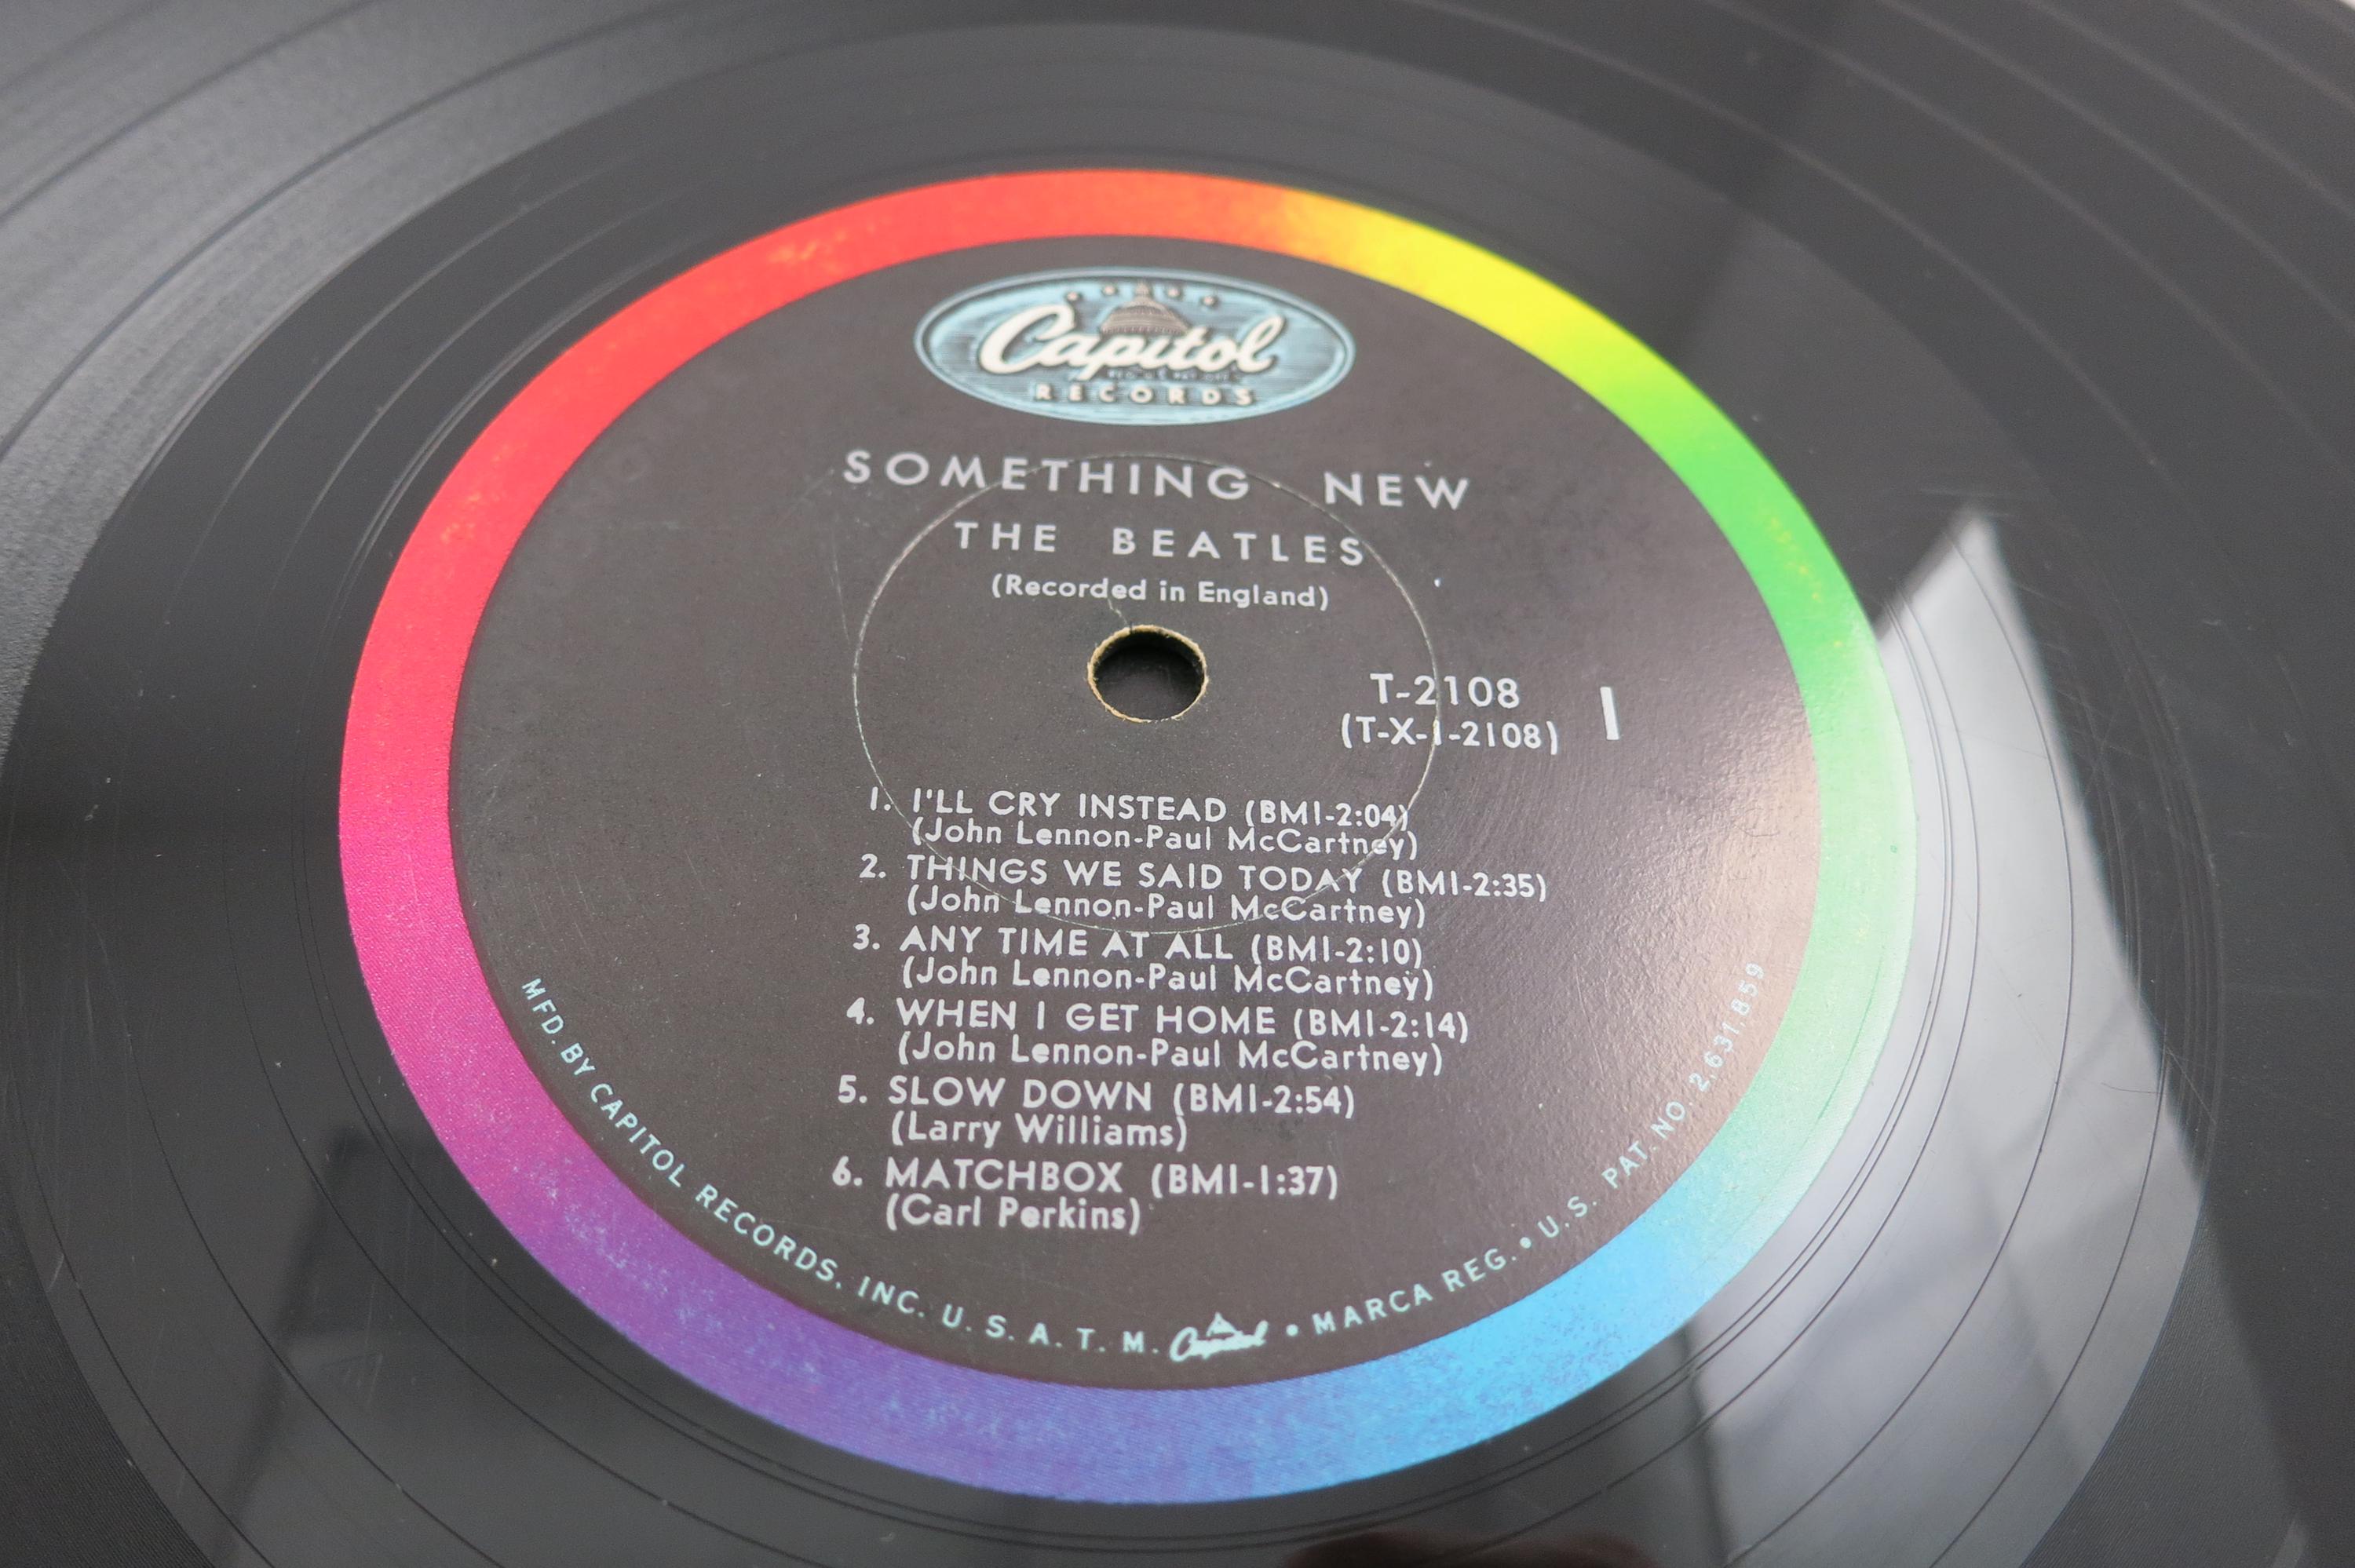 Capitol
RECORDS
SOMETHING NEW
THE BEATLES
(Recorded in England)
T-2108
(T-X-1-2108)
1
1. I'LL CRY INSTEAD (BMI-2:04)
(John Lennon-Paul McCartney)
2. THINGS WE SAID TODAY (BMI-2:35)
(John Lennon-Paul McCartney)
3. ANY TIME AT ALL (BMI-2:10)
(John Lennon-Paul McCartney)
4. WHEN I GET HOME (BMI-2:14)
(John Lennon-Paul McCartney)
5. SLOW DOWN (BMI-2:54)
(Larry Williams)
6. MATCHBOX (BMI-1:37)
(Carl Perkins)
MFD. BY CAPITOL RECORDS, INC. U. S. A. T. M. Capitol • MARCA REG. • U.S. PAT. NO. 2,631,859